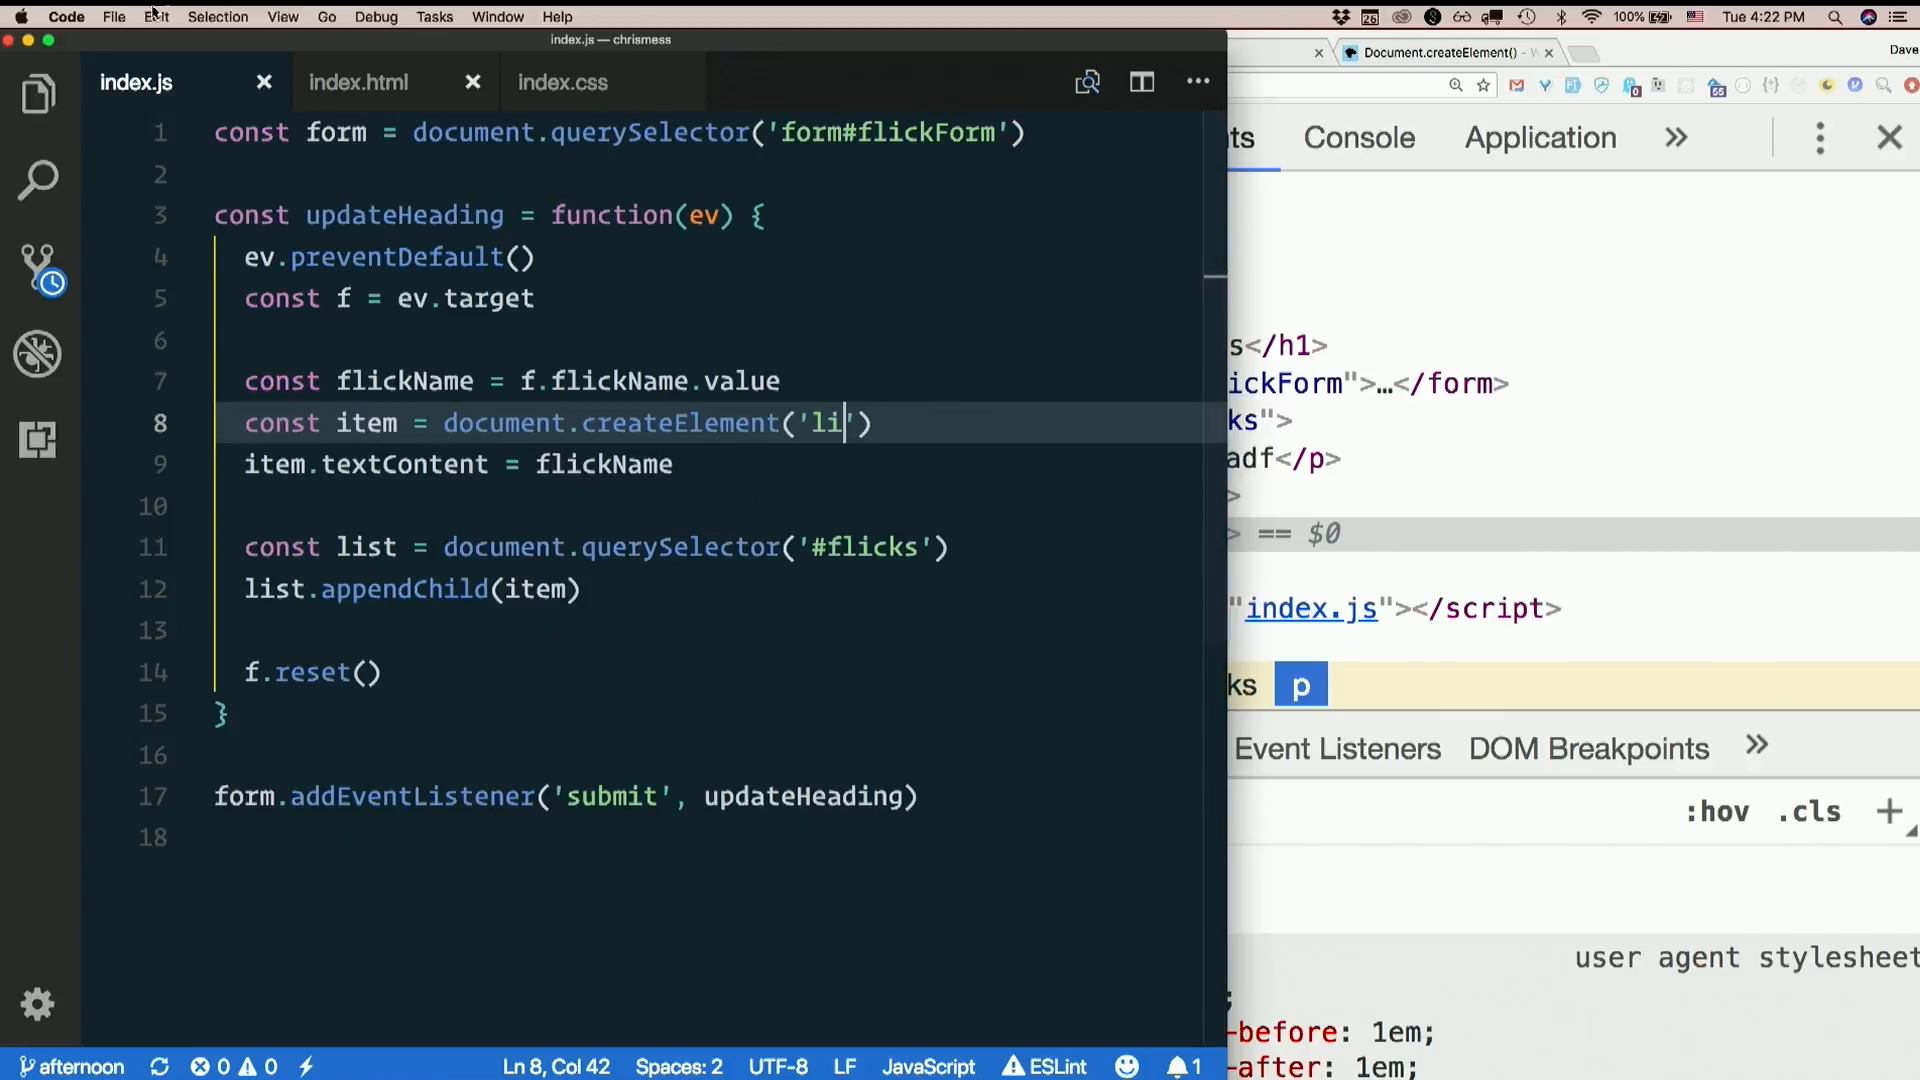 Code File Edit Selection View Go Debug Tasks Window Help
26
100%
Tue 4:22 PM
index.js — chrismess
Document.createElement() -
Dave
index.js
index.html
index.css
1 const form = document.querySelector('form#flickForm')
2
3 const updateHeading = function(ev) {
4 ev.preventDefault()
5 const f = ev.target
6
7 const flickName = f.flickName.value
8 const item = document.createElement('li')
9 item.textContent = flickName
10
11 const list = document.querySelector('#flicks')
12 list.appendChild(item)
13
14 f.reset()
15 }
16
17 form.addEventListener('submit', updateHeading)
18
0
55
ts Console Application »
s</h1>
ickForm">…</form>
ks">
adf</p>
>
> == $0
"index.js"></script>
ks p
Event Listeners DOM Breakpoints »
:hov .cls +
user agent stylesheet
;
-before: 1em;
-after: 1em;
afternoon 0 0 Ln 8, Col 42 Spaces: 2 UTF-8 LF JavaScript ESLint 1